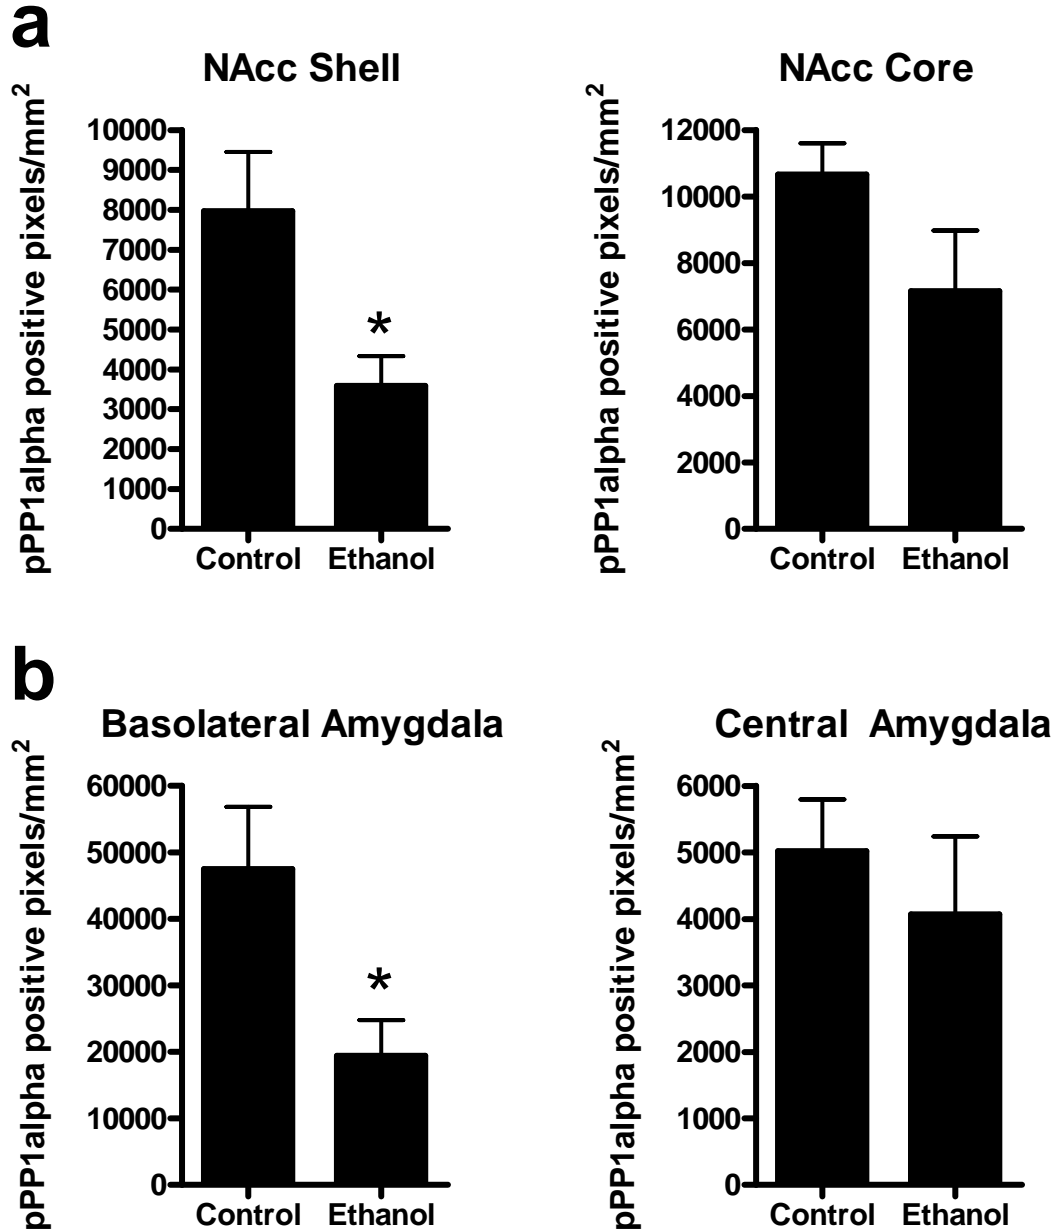 a
NAcc Shell
pPP1alpha positive pixels/mm²
10000
9000
8000
7000
6000
5000
4000
3000
2000
1000
0
*
Control Ethanol
NAcc Core
pPP1alpha positive pixels/mm²
12000
10000
8000
6000
4000
2000
0
Control Ethanol
b
Basolateral Amygdala
pPP1alpha positive pixels/mm²
60000
50000
40000
30000
20000
10000
0
*
Control Ethanol
Central Amygdala
pPP1alpha positive pixels/mm²
6000
5000
4000
3000
2000
1000
0
Control Ethanol